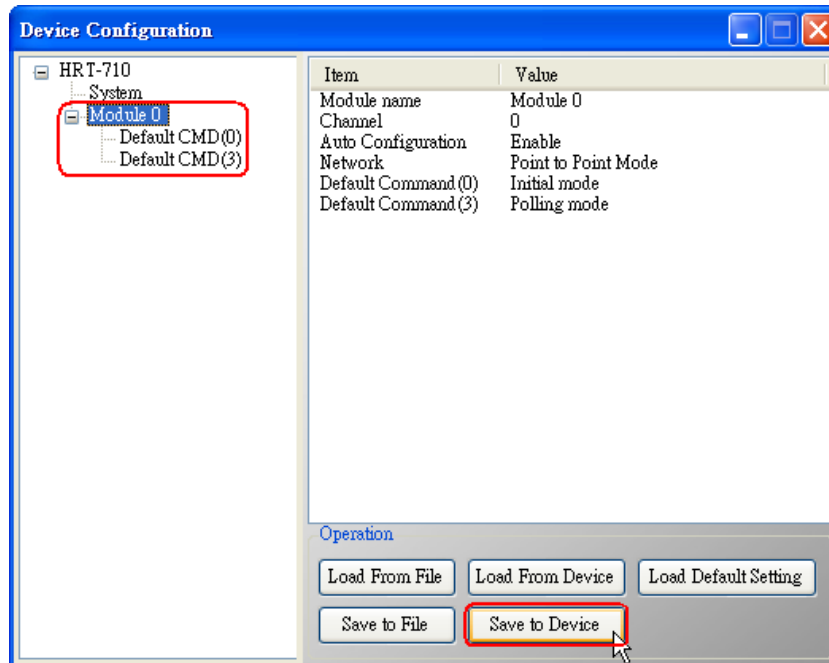 Device Configuration
HRT-710
System
Module 0
Default CMD(0)
Default CMD(3)
Item Value
Module name Module 0
Channel 0
Auto Configuration Enable
Network Point to Point Mode
Default Command(0) Initial mode
Default Command(3) Polling mode
Operation
Load From File Load From Device Load Default Setting
Save to File Save to Device